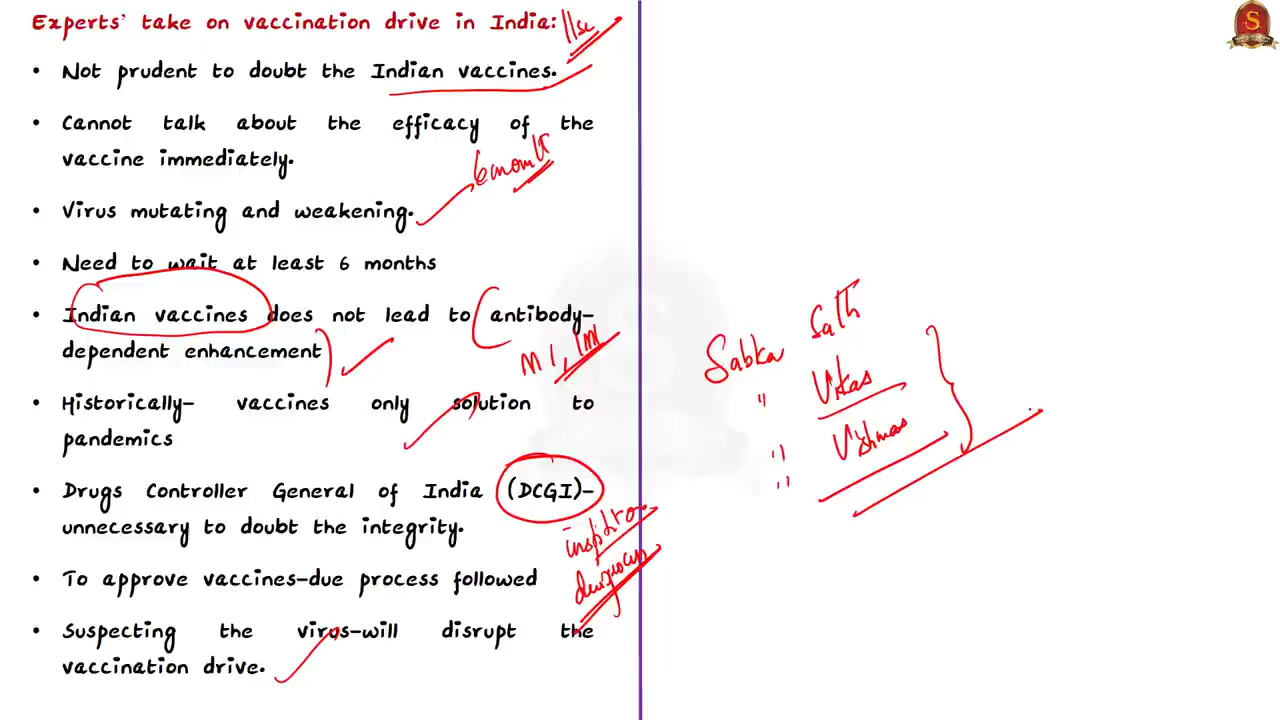 Experts' take on vaccination drive in India:
IISc
• Not prudent to doubt the Indian vaccines.
• Cannot talk about the efficacy of the
vaccine immediately.
6 month
• Virus mutating and weakening.
• Need to wait at least 6 months
• Indian vaccines does not lead to antibody-
dependent enhancement
• Historically- vaccines only solution to
pandemics
• Drugs Controller General of India (DCGI)-
unnecessary to doubt the integrity.
• To approve vaccines-due process followed
• Suspecting the virus-will disrupt the
vaccination drive.
Sabka Sath
" Vikas
" Vishwas
"
S